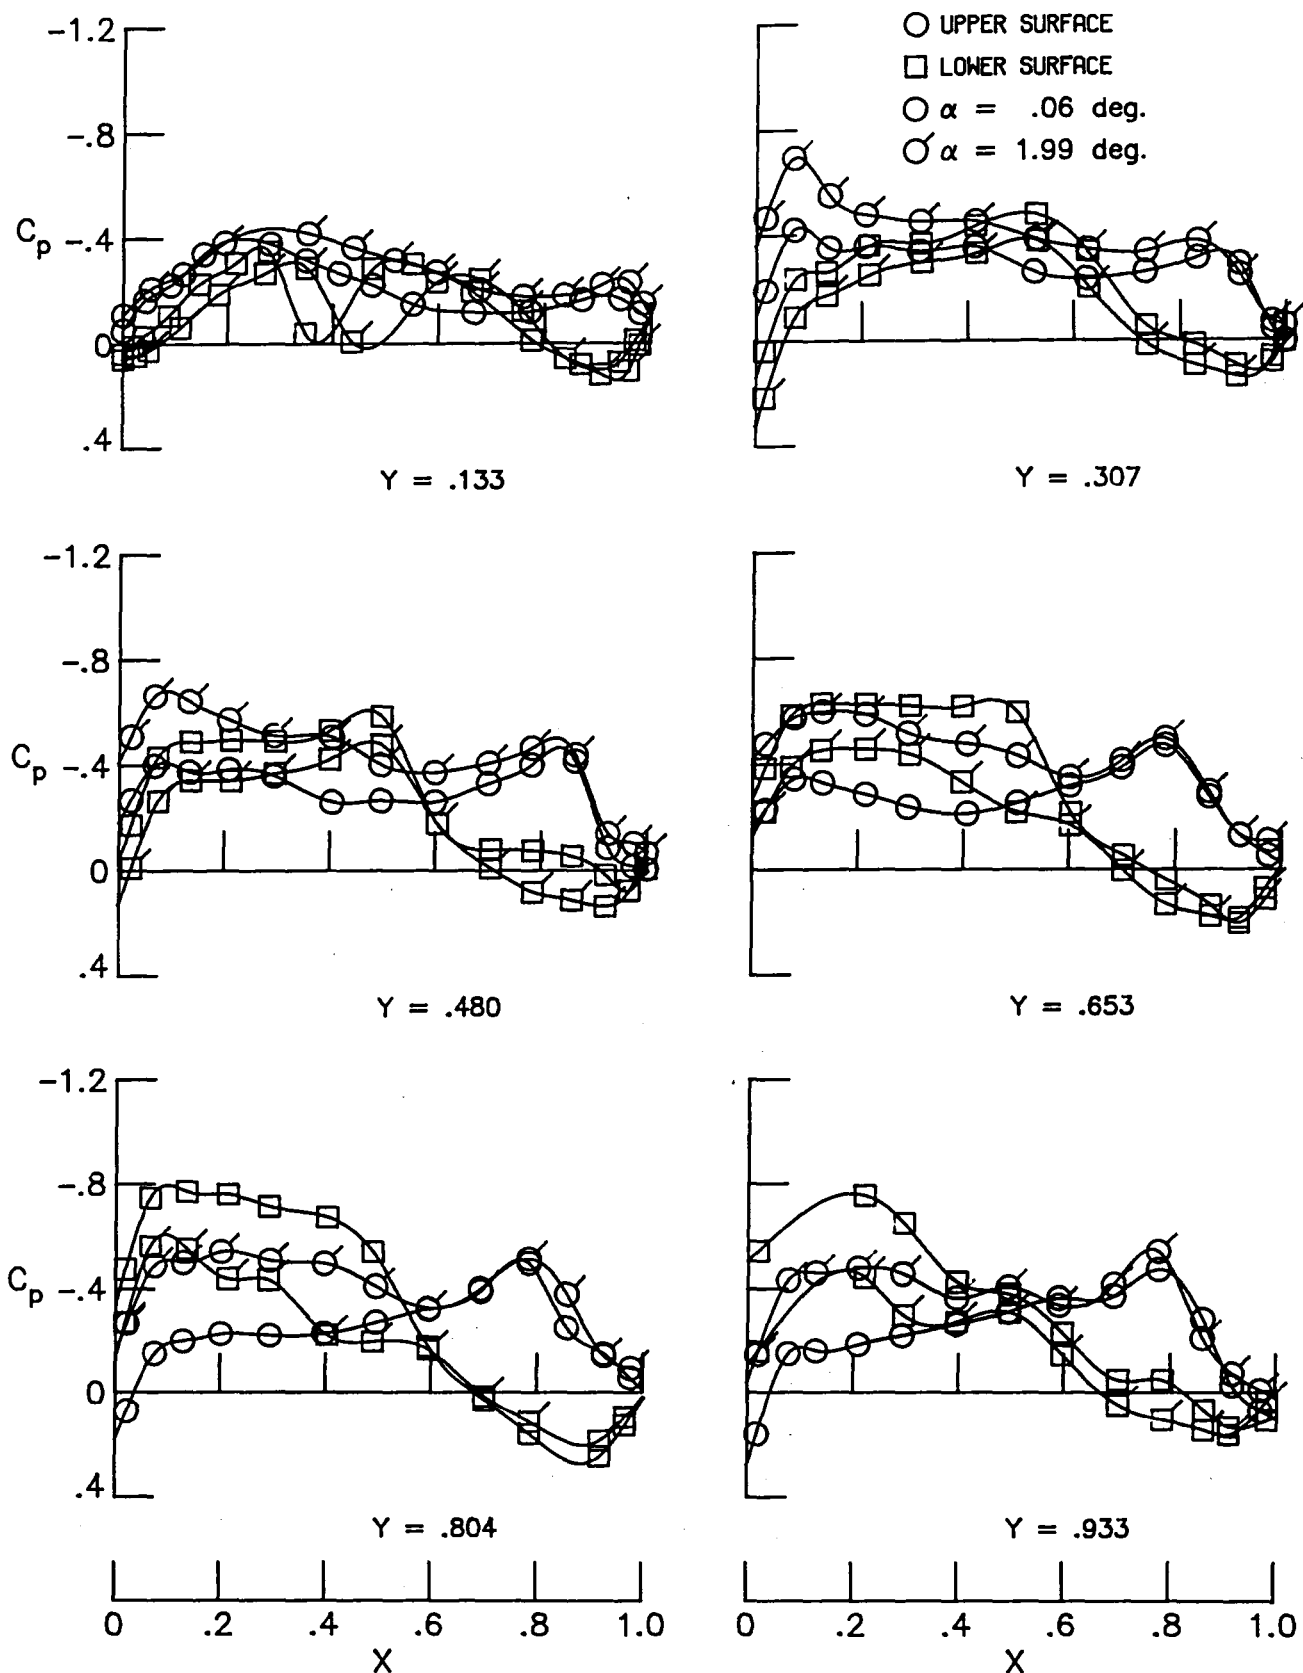 ○ UPPER SURFACE
□ LOWER SURFACE
○ α = .06 deg.
○ α = 1.99 deg.
-1.2
-.8
-.4
0
.4
Cp
Y = .133
Y = .307
-1.2
-.8
-.4
0
.4
Cp
Y = .480
Y = .653
-1.2
-.8
-.4
0
.4
Cp
Y = .804
Y = .933
0 .2 .4 .6 .8 1.0
X
0 .2 .4 .6 .8 1.0
X